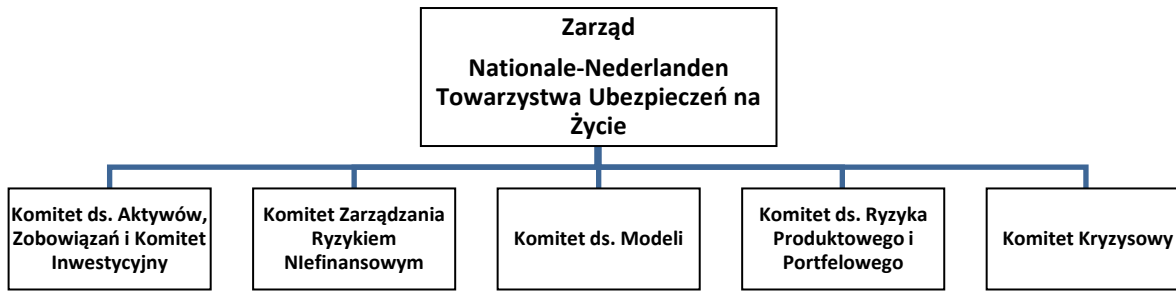 Zarząd
Nationale-Nederlanden
Towarzystwa Ubezpieczeń na
Życie
Komitet ds. Aktywów,
Zobowiązań i Komitet
Inwestycyjny
Komitet Zarządzania
Ryzykiem
NIefinansowym
Komitet ds. Modeli
Komitet ds. Ryzyka
Produktowego i
Portfelowego
Komitet Kryzysowy